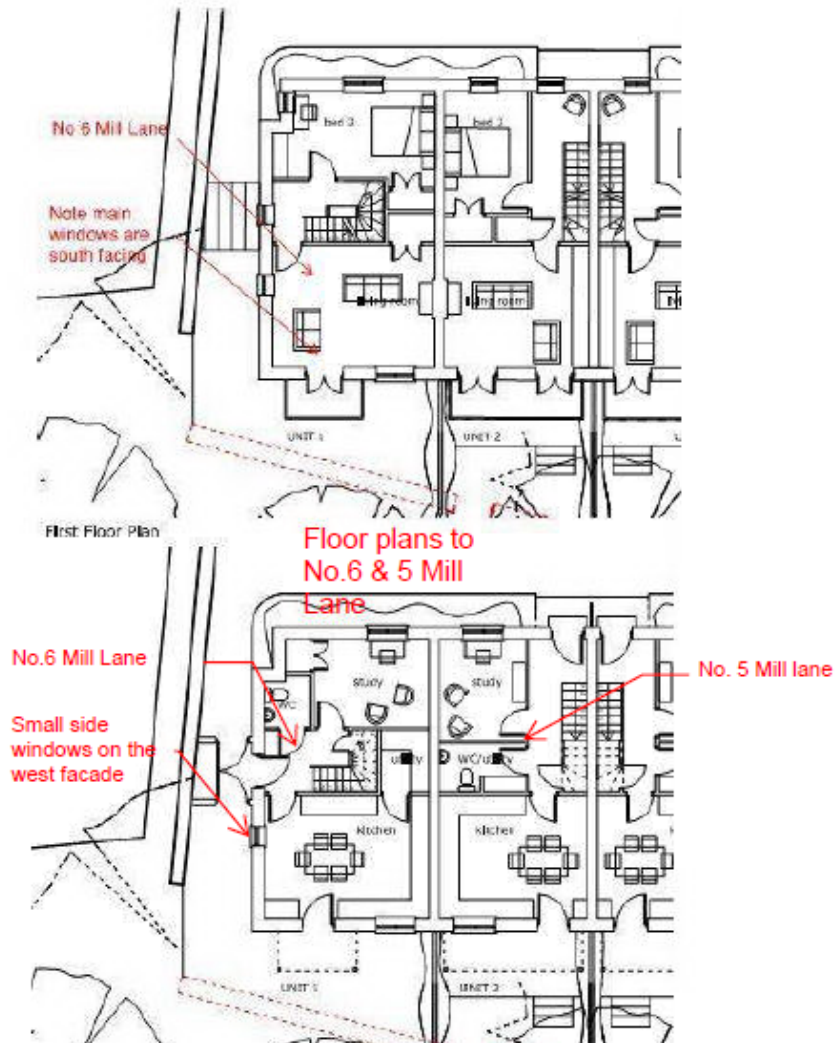 bed 3
bed 2
No 6 Mill Lane
Note main
windows are
south facing
living room
living room
UNIT 1
UNIT 2
First Floor Plan
Floor plans to
No.6 & 5 Mill
Lane
No.6 Mill Lane
No. 5 Mill lane
study
study
WC
Small side
windows on the
west facade
utility
WC/utility
kitchen
kitchen
UNIT 1
UNIT 2